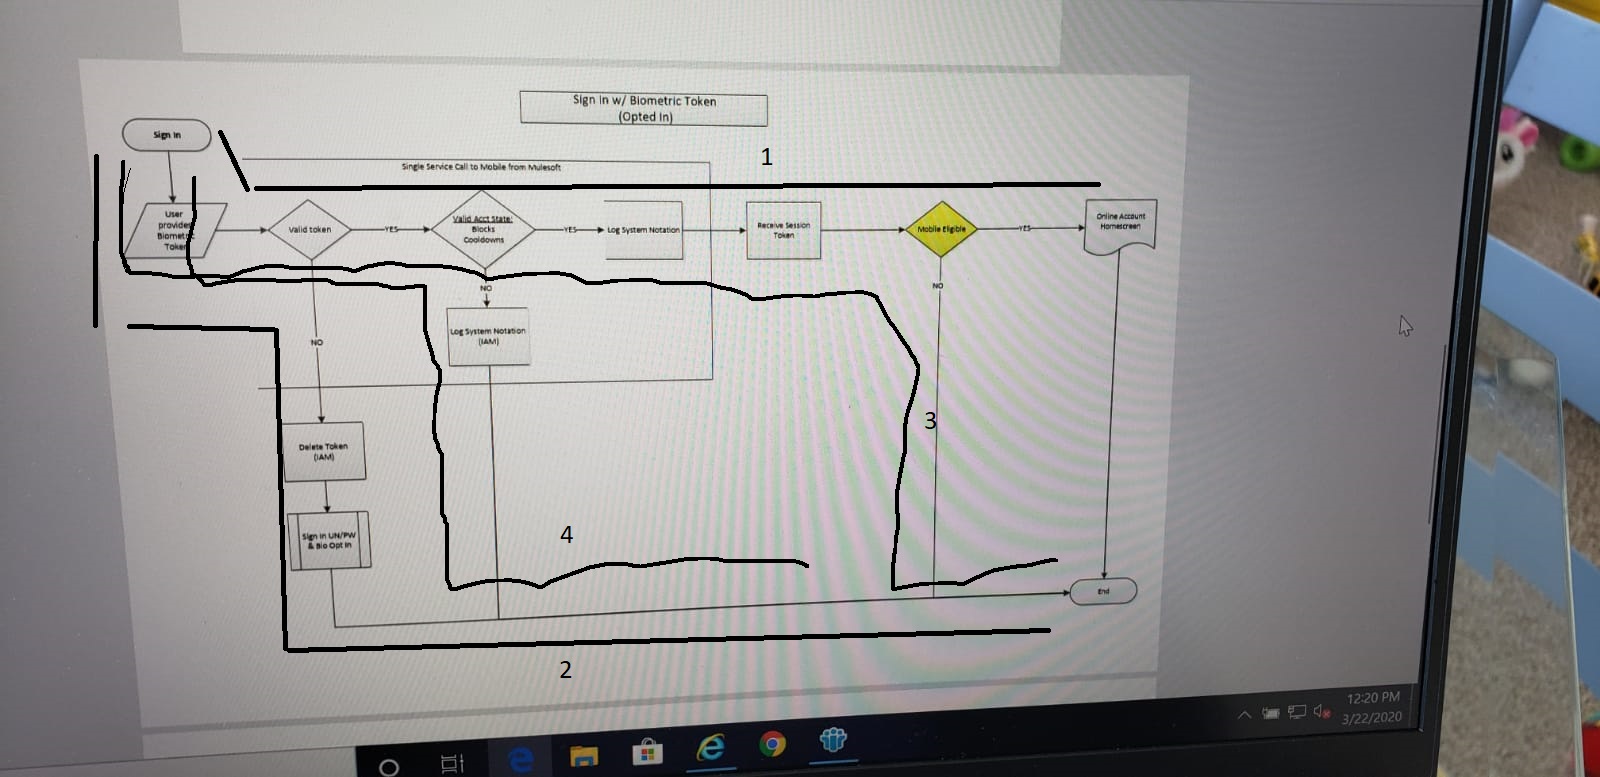 Sign in w/ Biometric Token
(Opted In)
Sign In
1
Single Service Call to Mobile from Mulesoft
User
provides
Biometric
Token
Valid token
YES
Valid Acct State:
Blocks
Cooldowns
YES
Log System Notation
Receive Session
Token
Mobile Eligible
YES
Online Account
Homescreen
NO
NO
Log System Notation
(IAM)
NO
3
Delete Token
(IAM)
Sign in UN/PW
& Bio Opt In
4
End
2
12:20 PM
3/22/2020